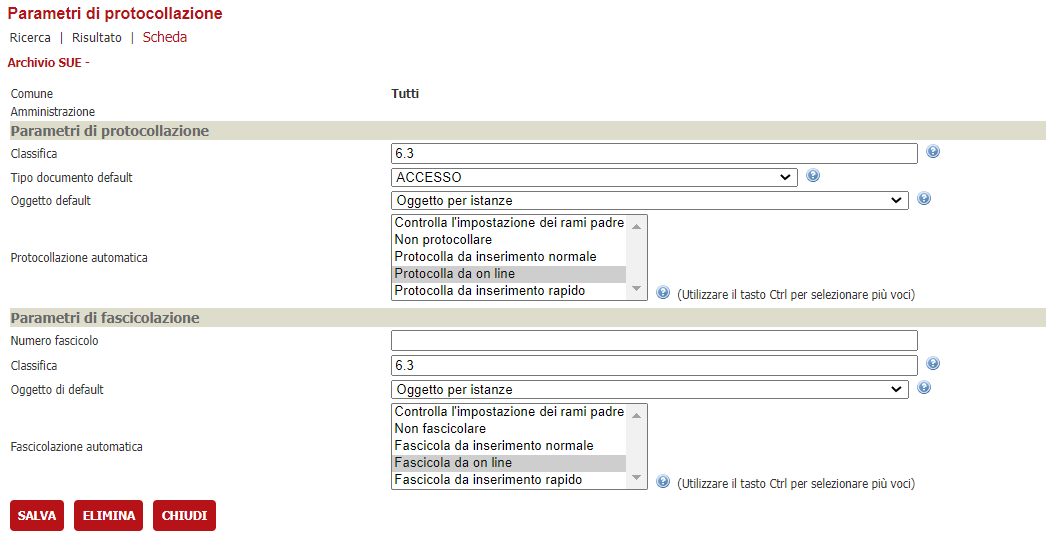 Parametri di protocollazione
Ricerca | Risultato | Scheda
Archivio SUE -
Comune Tutti
Amministrazione
Parametri di protocollazione
Classifica 6.3
Tipo documento default ACCESSO
Oggetto default Oggetto per istanze
Controlla l'impostazione dei rami padre
Non protocollare
Protocolla da inserimento normale
Protocollazione automatica
Protocolla da on line
Protocolla da inserimento rapido
(Utilizzare il tasto Ctrl per selezionare più voci)
Parametri di fascicolazione
Numero fascicolo
Classifica 6.3
Oggetto di default Oggetto per istanze
Controlla l'impostazione dei rami padre
Non fascicolare
Fascicola da inserimento normale
Fascicolazione automatica
Fascicola da on line
Fascicola da inserimento rapido
(Utilizzare il tasto Ctrl per selezionare più voci)
SALVA ELIMINA CHIUDI